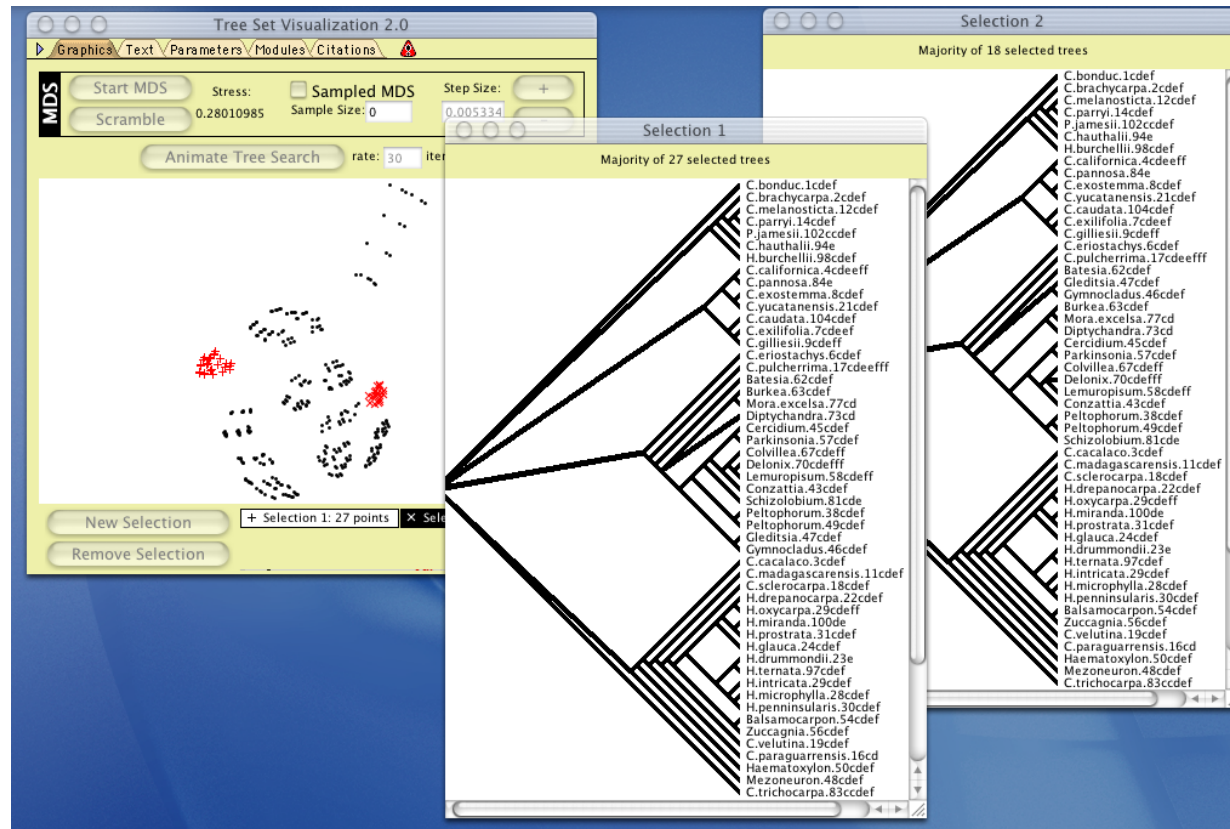 Tree Set Visualization 2.0
Graphics Text Parameters Modules Citations
MDS
Start MDS
Scramble
Stress:
0.28010985
Sampled MDS
Sample Size: 0
Step Size:
0.005334
+
Animate Tree Search rate: 30
New Selection
Remove Selection
+ Selection 1: 27 points
Selection 1
Majority of 27 selected trees
C.bonduc.1cdef
C.brachycarpa.2cdef
C.melanosticta.12cdef
C.parryi.14cdef
P.jamesii.102ccdef
C.hauthalii.94e
H.burchellii.98cdef
C.californica.4cdeeff
C.pannosa.84e
C.exostemma.8cdef
C.yucatanensis.21cdef
C.caudata.104cdef
C.exilifolia.7cdeef
C.gilliesii.9cdeff
C.eriostachys.6cdef
C.pulcherrima.17cdeefff
Batesia.62cdef
Burkea.63cdef
Mora.excelsa.77cd
Diptychandra.73cd
Cercidium.45cdef
Parkinsonia.57cdef
Colvillea.67cdeff
Delonix.70cdefff
Lemuropisum.58cdeff
Conzattia.43cdef
Schizolobium.81cde
Peltophorum.38cdef
Peltophorum.49cdef
Gleditsia.47cdef
Gymnocladus.46cdef
C.cacalaco.3cdef
C.madagascarensis.11cdef
C.sclerocarpa.18cdef
H.drepanocarpa.22cdef
H.oxycarpa.29cdeff
H.miranda.100de
H.prostrata.31cdef
H.glauca.24cdef
H.drummondii.23e
H.ternata.97cdef
H.intricata.29cdef
H.microphylla.28cdef
H.penninsularis.30cdef
Balsamocarpon.54cdef
Zuccagnia.56cdef
C.velutina.19cdef
C.paraguarrensis.16cd
Haematoxylon.50cdef
Mezoneuron.48cdef
C.trichocarpa.83ccdef
Selection 2
Majority of 18 selected trees
C.bonduc.1cdef
C.brachycarpa.2cdef
C.melanosticta.12cdef
C.parryi.14cdef
P.jamesii.102ccdef
C.hauthalii.94e
H.burchellii.98cdef
C.californica.4cdeeff
C.pannosa.84e
C.exostemma.8cdef
C.yucatanensis.21cdef
C.caudata.104cdef
C.exilifolia.7cdeef
C.gilliesii.9cdeff
C.eriostachys.6cdef
C.pulcherrima.17cdeefff
Batesia.62cdef
Gleditsia.47cdef
Gymnocladus.46cdef
Burkea.63cdef
Mora.excelsa.77cd
Diptychandra.73cd
Cercidium.45cdef
Parkinsonia.57cdef
Colvillea.67cdeff
Delonix.70cdefff
Lemuropisum.58cdeff
Conzattia.43cdef
Peltophorum.38cdef
Peltophorum.49cdef
Schizolobium.81cde
C.cacalaco.3cdef
C.madagascarensis.11cdef
C.sclerocarpa.18cdef
H.drepanocarpa.22cdef
H.oxycarpa.29cdeff
H.miranda.100de
H.prostrata.31cdef
H.glauca.24cdef
H.drummondii.23e
H.ternata.97cdef
H.intricata.29cdef
H.microphylla.28cdef
H.penninsularis.30cdef
Balsamocarpon.54cdef
Zuccagnia.56cdef
C.velutina.19cdef
C.paraguarrensis.16cd
Haematoxylon.50cdef
Mezoneuron.48cdef
C.trichocarpa.83ccdef